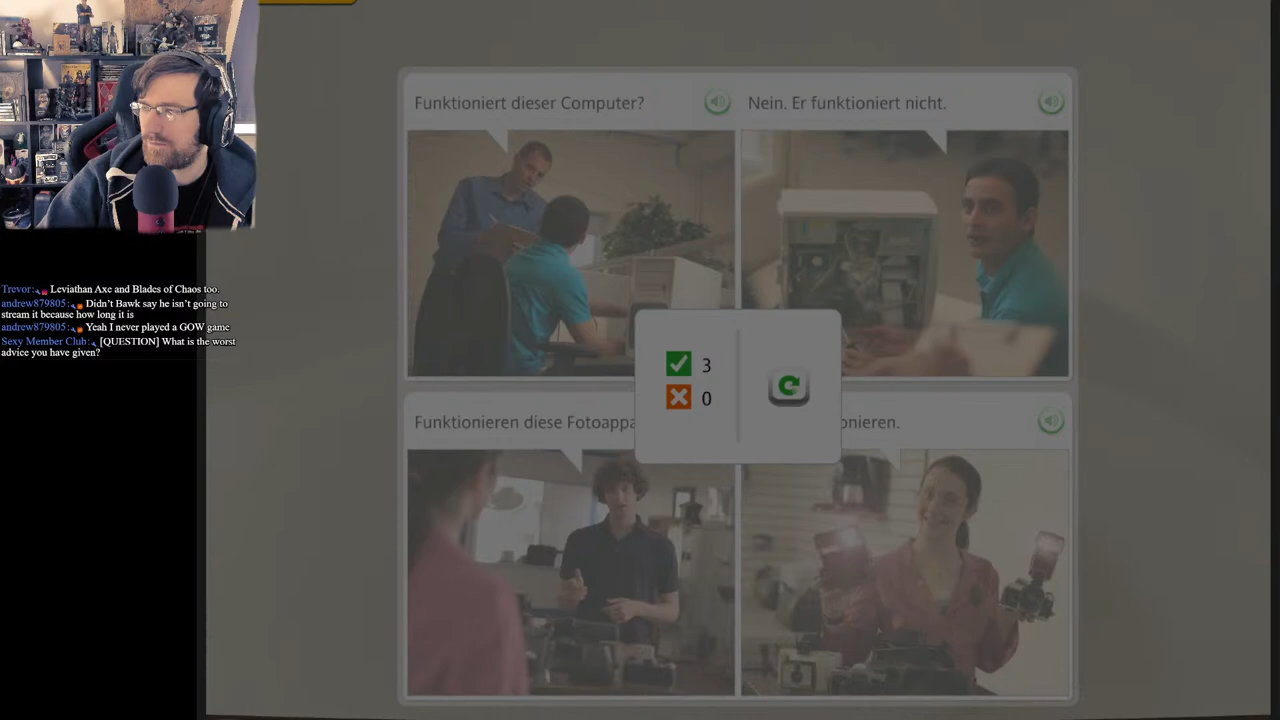 Funktioniert dieser Computer?
Nein. Er funktioniert nicht.
Trevor: Leviathan Axe and Blades of Chaos too.
andrew879805: Didn't Bawk say he isn't going to
stream it because how long it is
andrew879805: Yeah I never played a GOW game
Sexy Member Club: [QUESTION] What is the worst
advice you have given?
3
0
Funktionieren diese